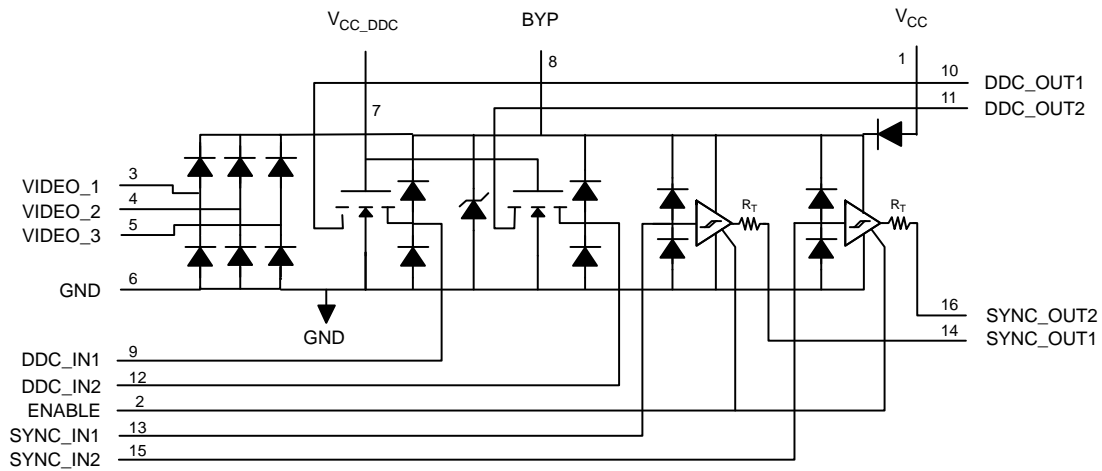 V_CC_DDC
BYP
V_CC
8
1
10
DDC_OUT1
11
DDC_OUT2
7
3
VIDEO_1
4
VIDEO_2
5
VIDEO_3
R_T
R_T
6
GND
GND
16
SYNC_OUT2
14
SYNC_OUT1
9
DDC_IN1
12
DDC_IN2
2
ENABLE
13
SYNC_IN1
15
SYNC_IN2